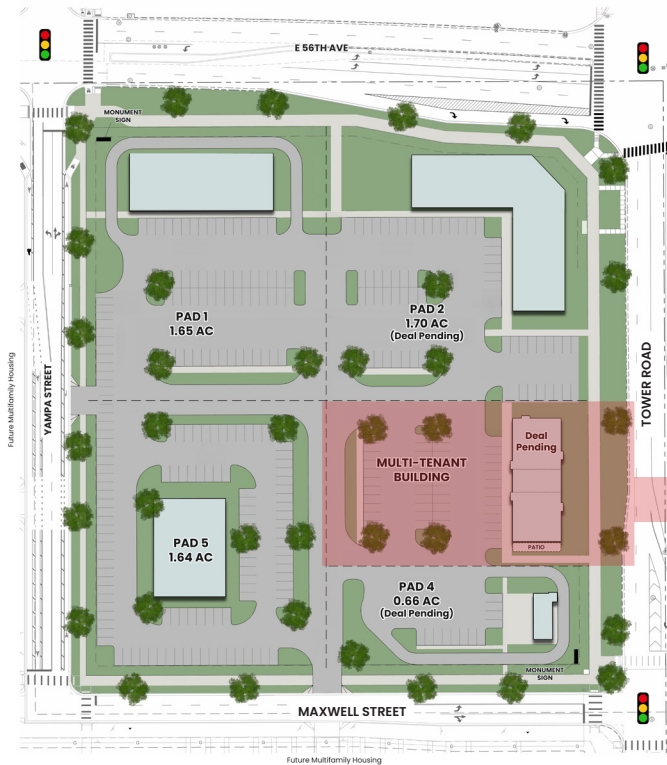 E 56TH AVE
MONUMENT
SIGN
PAD 1
1.65 AC
PAD 2
1.70 AC
(Deal Pending)
Future Multifamily Housing
YAMPA STREET
TOWER ROAD
Deal
Pending
MULTI-TENANT
BUILDING
PATIO
PAD 5
1.64 AC
PAD 4
0.66 AC
(Deal Pending)
MONUMENT
SIGN
MAXWELL STREET
Future Multifamily Housing